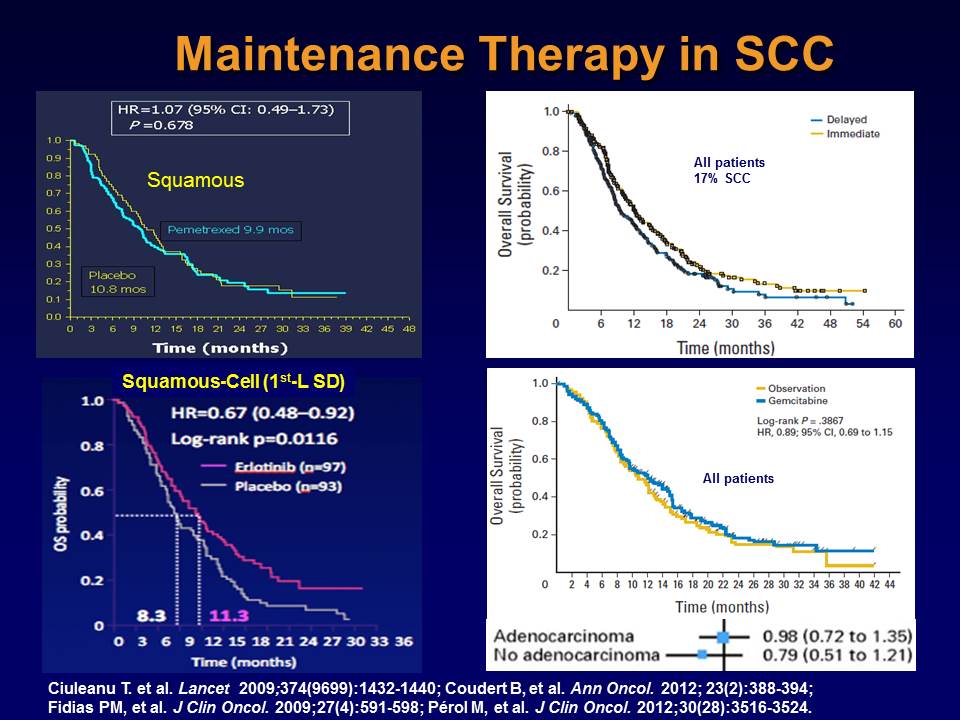 Maintenance Therapy in SCC
HR=1.07 (95% CI: 0.49–1.73)
P =0.678
Squamous
Pemetrexed 9.9 mos
Placebo
10.8 mos
1.0
0.9
0.8
0.7
0.6
0.5
0.4
0.3
0.2
0.1
0.0
0 3 6 9 12 15 18 21 24 27 30 33 36 39 42 45 48
Time (months)
Overall Survival
(probability)
Delayed
Immediate
All patients
17% SCC
1.0
0.8
0.6
0.4
0.2
0 6 12 18 24 30 36 42 48 54 60
Time (months)
Squamous-Cell (1st-L SD)
HR=0.67 (0.48–0.92)
Log-rank p=0.0116
Erlotinib (n=97)
Placebo (n=93)
OS probability
1.0
0.8
0.6
0.4
0.2
0
8.3 11.3
0 3 6 9 12 15 18 21 24 27 30 33 36
Time (months)
Overall Survival
(probability)
Observation
Gemcitabine
Log-rank P = .3867
HR, 0.89; 95% CI, 0.69 to 1.15
All patients
1.0
0.8
0.6
0.4
0.2
0 2 4 6 8 10 12 14 16 18 20 22 24 26 28 30 32 34 36 38 40 42 44
Time (months)
Adenocarcinoma 0.98 (0.72 to 1.35)
No adenocarcinoma 0.79 (0.51 to 1.21)
Ciuleanu T. et al. Lancet 2009;374(9699):1432-1440; Coudert B, et al. Ann Oncol. 2012; 23(2):388-394;
Fidias PM, et al. J Clin Oncol. 2009;27(4):591-598; Pérol M, et al. J Clin Oncol. 2012;30(28):3516-3524.